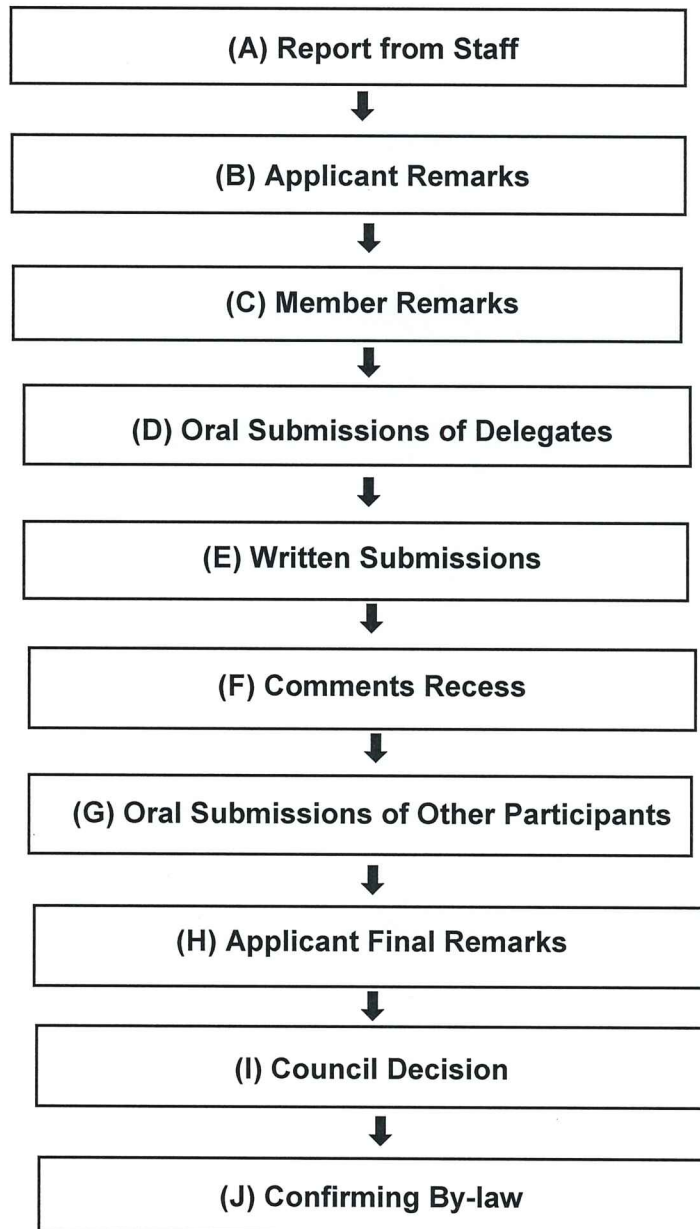 (A) Report from Staff
(B) Applicant Remarks
(C) Member Remarks
(D) Oral Submissions of Delegates
(E) Written Submissions
(F) Comments Recess
(G) Oral Submissions of Other Participants
(H) Applicant Final Remarks
(I) Council Decision
(J) Confirming By-law